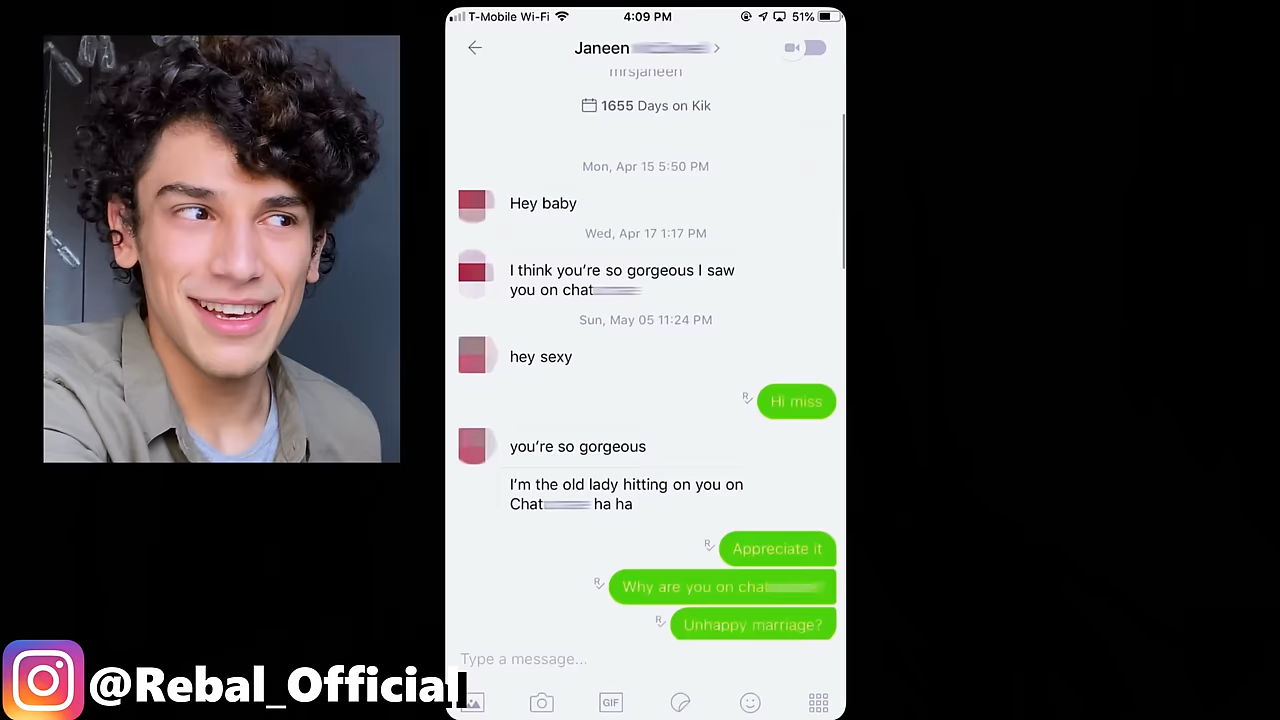 T-Mobile Wi-Fi
4:09 PM
51%
Janeen
mrsjaneen
1655 Days on Kik
Mon, Apr 15 5:50 PM
Hey baby
Wed, Apr 17 1:17 PM
I think you're so gorgeous I saw
you on chat
Sun, May 05 11:24 PM
hey sexy
R
Hi miss
you're so gorgeous
I'm the old lady hitting on you on
Chat ha ha
R
Appreciate it
R
Why are you on chat
R
Unhappy marriage?
Type a message...
GIF
@Rebal_Official